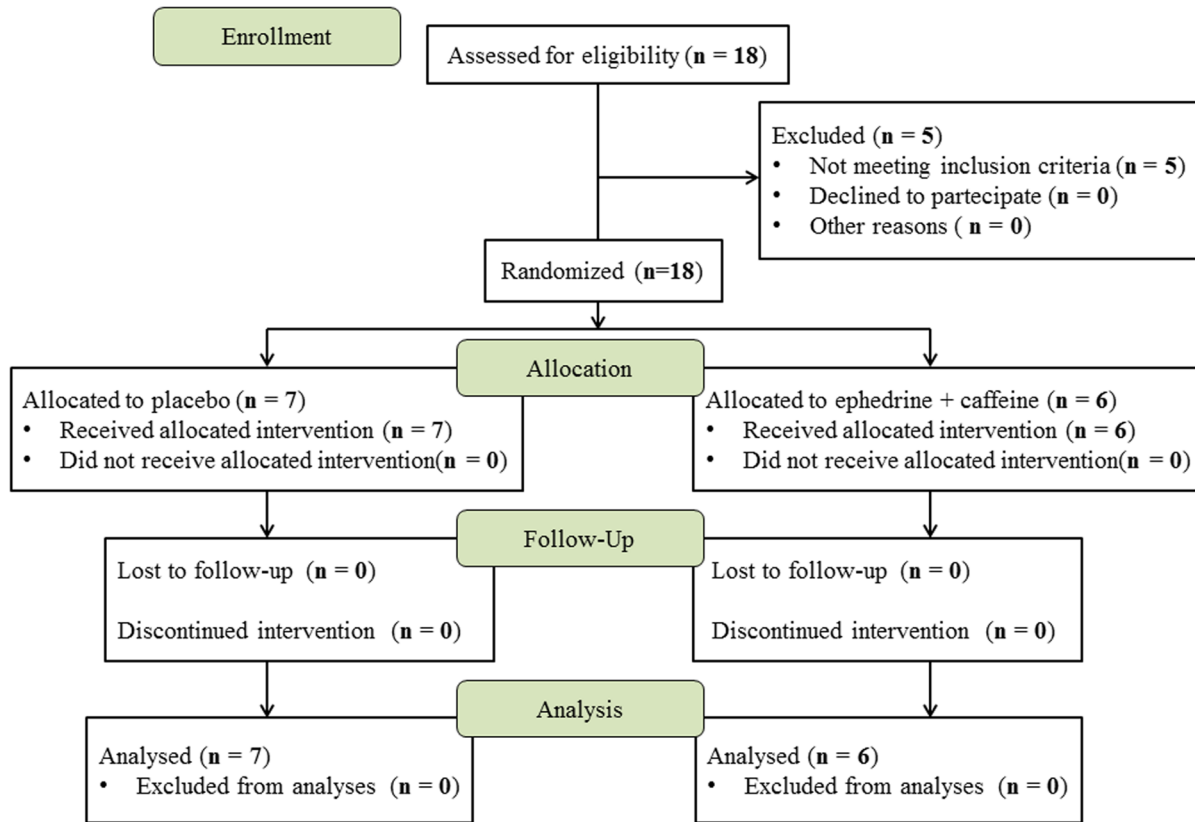 Enrollment
Assessed for eligibility (n = 18)
Excluded (n = 5)
• Not meeting inclusion criteria (n = 5)
• Declined to partecipate (n = 0)
• Other reasons ( n = 0)
Randomized (n=18)
Allocation
Allocated to placebo (n = 7)
• Received allocated intervention (n = 7)
• Did not receive allocated intervention(n = 0)
Allocated to ephedrine + caffeine (n = 6)
• Received allocated intervention (n = 6)
• Did not receive allocated intervention(n = 0)
Follow-Up
Lost to follow-up (n = 0)
Discontinued intervention (n = 0)
Lost to follow-up (n = 0)
Discontinued intervention (n = 0)
Analysis
Analysed (n = 7)
• Excluded from analyses (n = 0)
Analysed (n = 6)
• Excluded from analyses (n = 0)